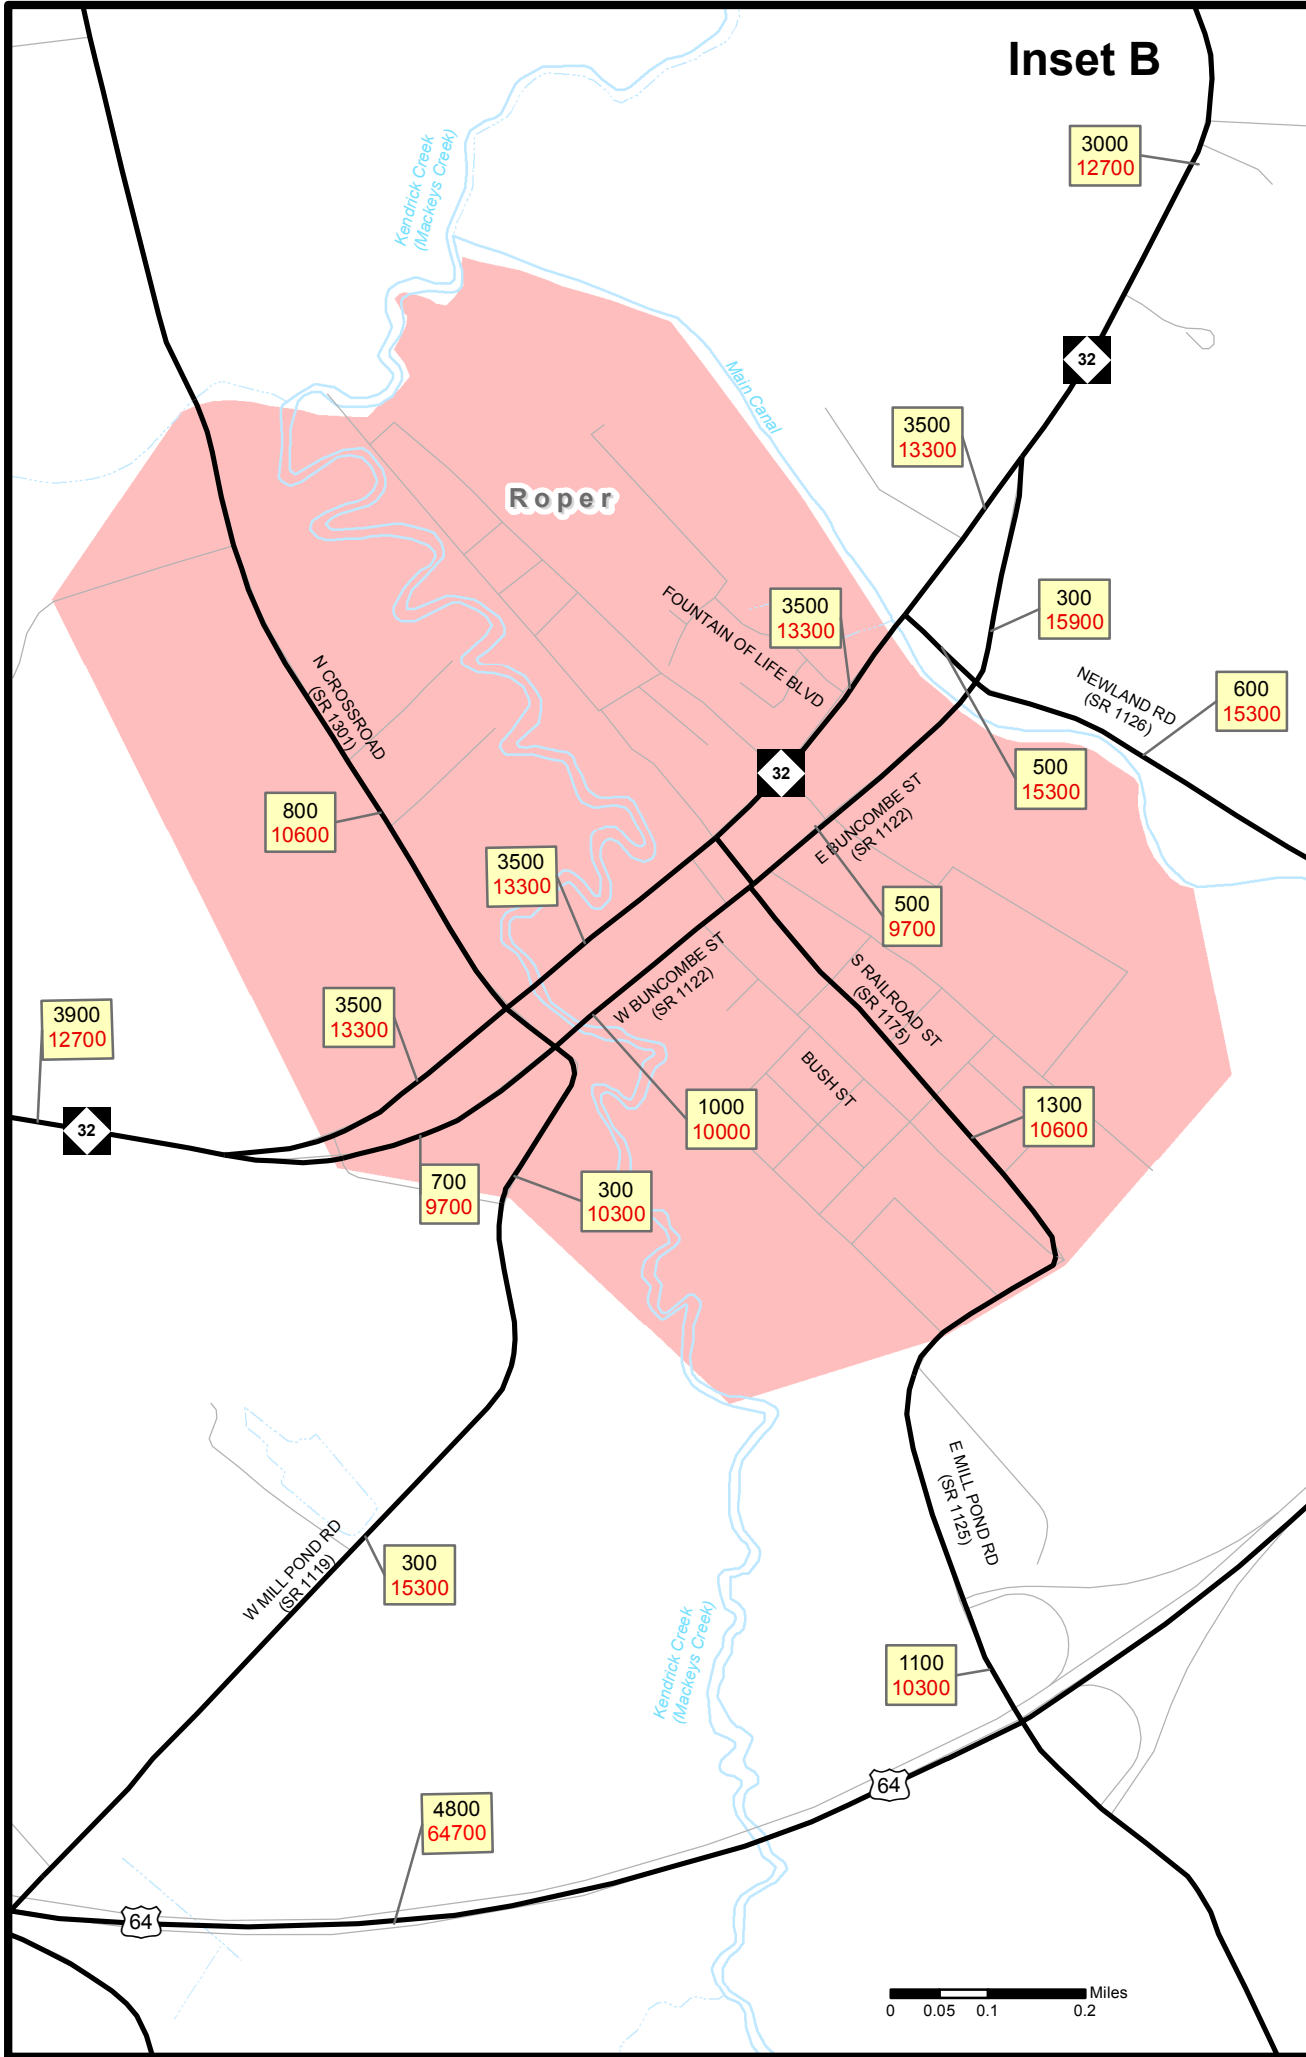 Inset B
3000
12700
Kendrick Creek
(Mackeys Creek)
32
Main Canal
3500
13300
Roper
FOUNTAIN OF LIFE BLVD
3500
13300
300
15900
N CROSSROAD
(SR 1301)
NEWLAND RD
(SR 1126)
600
15300
500
15300
32
800
10600
E BUNCOMBE ST
(SR 1122)
3500
13300
500
9700
W BUNCOMBE ST
(SR 1122)
S RAILROAD ST
(SR 1175)
3900
12700
3500
13300
BUSH ST
32
1000
10000
1300
10600
700
9700
300
10300
E MILL POND RD
(SR 1125)
W MILL POND RD
(SR 1119)
300
15300
Kendrick Creek
(Mackeys Creek)
1100
10300
64
4800
64700
64
Miles
0 0.05 0.1 0.2